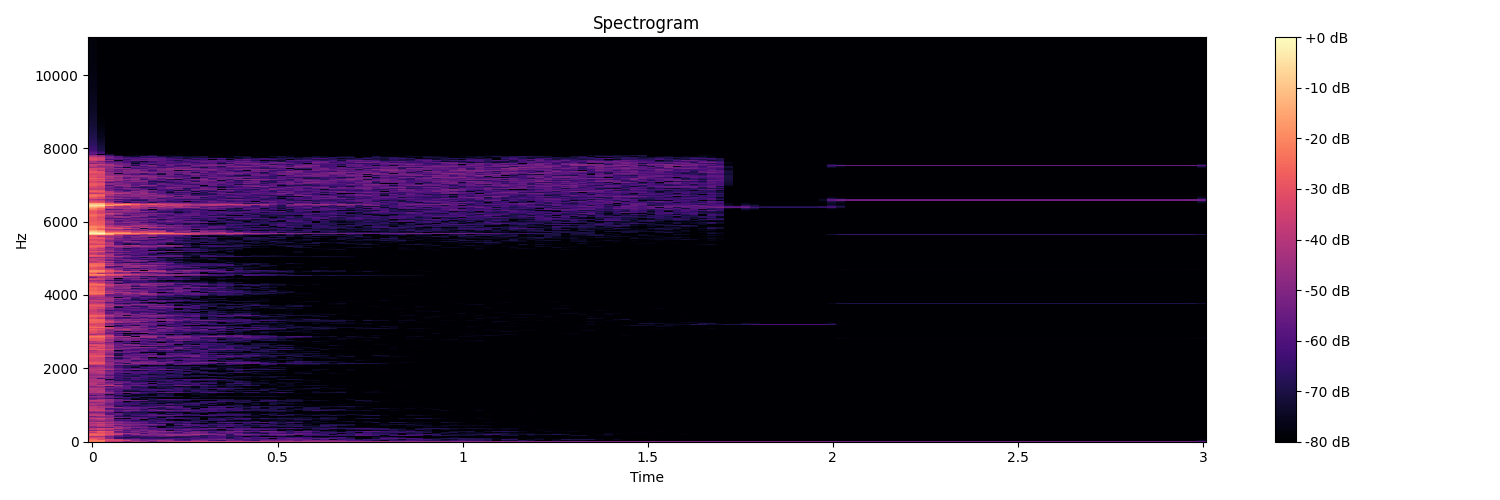 Spectrogram
Hz
10000
8000
6000
4000
2000
0
0
0.5
1
1.5
2
2.5
3
Time
+0 dB
-10 dB
-20 dB
-30 dB
-40 dB
-50 dB
-60 dB
-70 dB
-80 dB